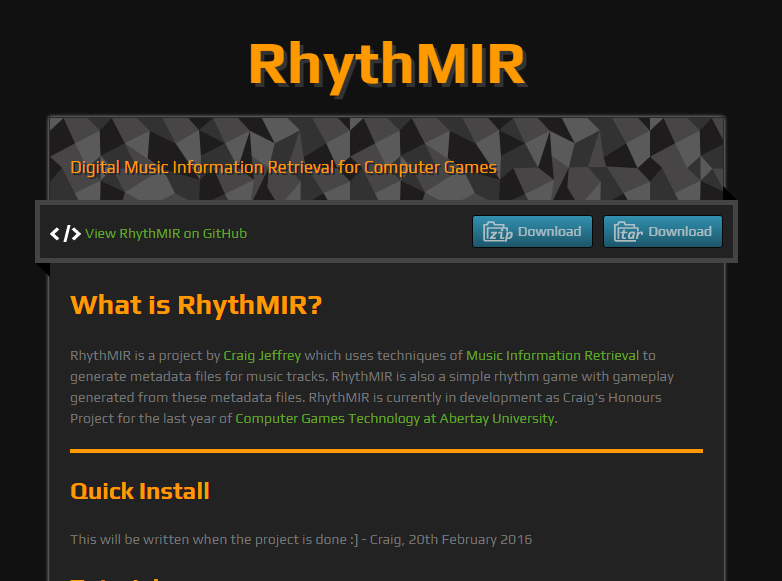 RhythMIR
Digital Music Information Retrieval for Computer Games
</> View RhythMIR on GitHub
zip Download
tar Download
What is RhythMIR?
RhythMIR is a project by Craig Jeffrey which uses techniques of Music Information Retrieval to
generate metadata files for music tracks. RhythMIR is also a simple rhythm game with gameplay
generated from these metadata files. RhythMIR is currently in development as Craig's Honours
Project for the last year of Computer Games Technology at Abertay University.
Quick Install
This will be written when the project is done :] - Craig, 20th February 2016